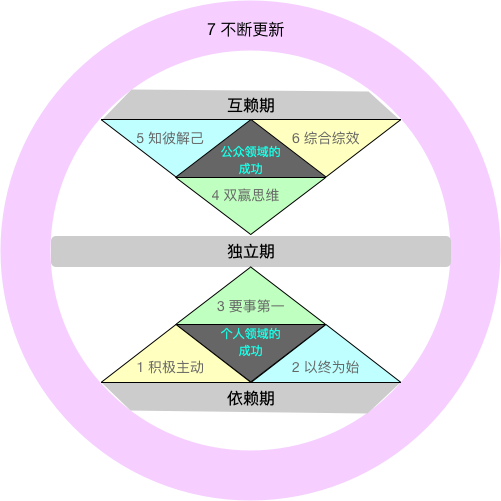 7 不断更新
互赖期
5 知彼解己
6 综合综效
公众领域的
成功
4 双赢思维
独立期
3 要事第一
个人领域的
成功
1 积极主动
2 以终为始
依赖期